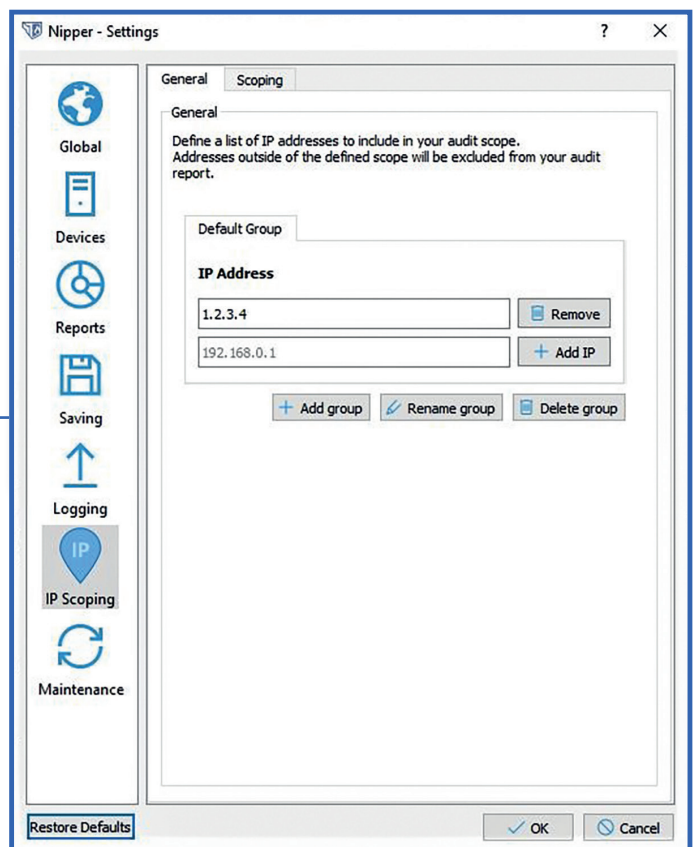 Nipper - Settings
? X
General Scoping
Global
Devices
Reports
Saving
Logging
IP
IP Scoping
Maintenance
General
Define a list of IP addresses to include in your audit scope.
Addresses outside of the defined scope will be excluded from your audit
report.
Default Group
IP Address
1.2.3.4 Remove
192.168.0.1 + Add IP
+ Add group Rename group Delete group
Restore Defaults OK Cancel